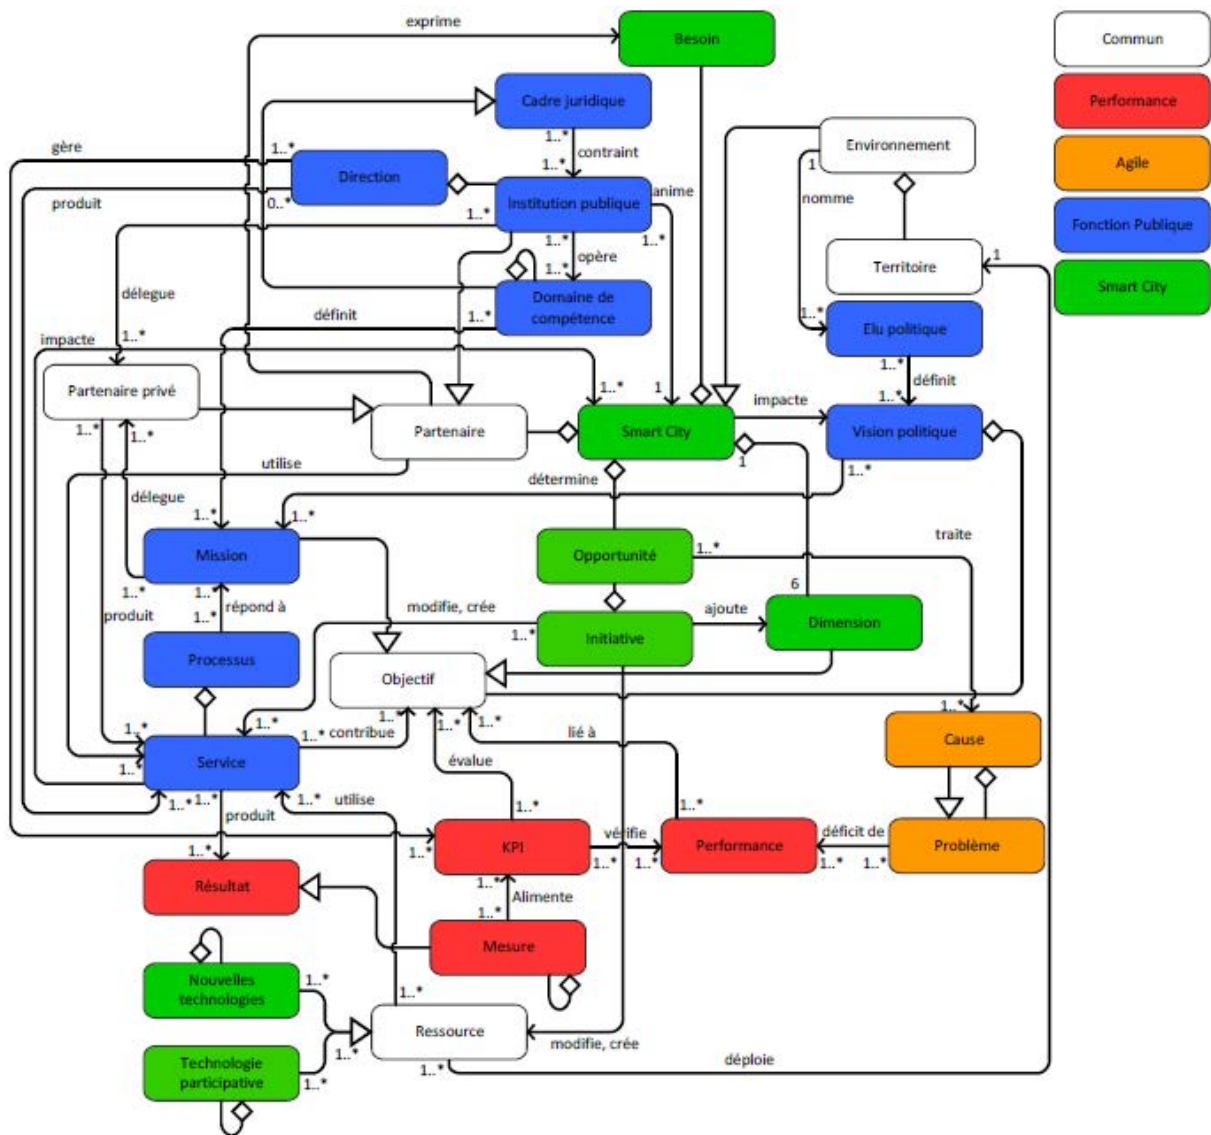 exprime
Besoin
Commun
Cadre juridique
Performance
gère
1..*
1..*
1..*
contraint
Environnement
1
Agile
Direction
produit
0..*
1..*
Institution publique
anime
nomme
1..*
1..*
1..*
opère
1..*
Fonction Publique
Territoire
1
délegue
Domaine de
compétence
Smart City
1..*
définit
1..*
1..*
Elu politique
impacte
1..*
définit
Partenaire privé
1..*
1
impacte
1..*
1..*
1..*
Partenaire
Smart City
Vision politique
utilise
1
1..*
détermine
délegue
1..*
1..*
traite
Mission
Opportunité
1..*
1..*
1..*
6
produit
répond à
modifie, crée
ajoute
1..*
1..*
Initiative
Dimension
Processus
Objectif
1..*
1..*
1..*
1..*
1..*
1..*
contribue
lié à
Cause
Service
1..*
évalue
1..*
1..*
1..*
utilise
produit
1..*
1..*
1..*
KPI
vérifie
Performance
déficit de
Problème
1..*
1..*
1..*
1..*
1..*
Résultat
1..*
Alimente
1..*
Mesure
Nouvelles
technologies
1..*
1..*
Ressource
1..*
modifie, crée
Technologie
participative
1..*
1..*
déploie